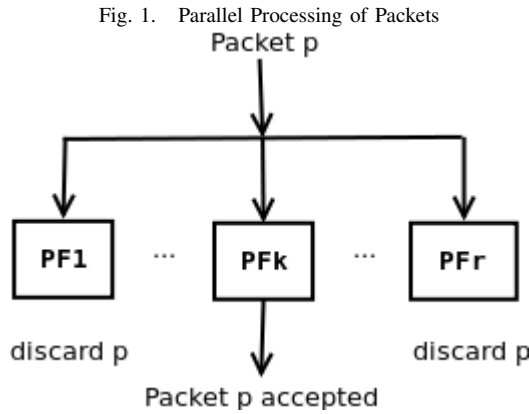 Fig. 1. Parallel Processing of Packets
Packet p
PF1 ... PFk ... PFr
discard p discard p
Packet p accepted